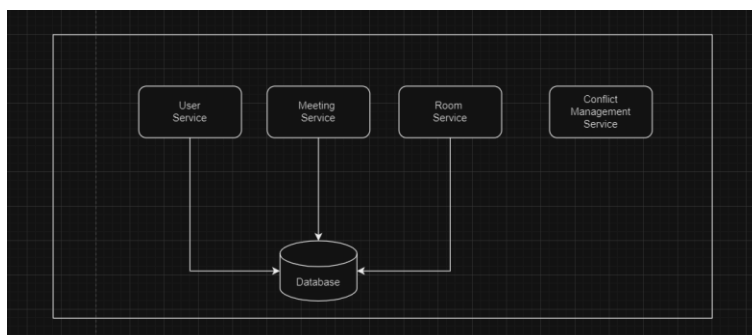 User
Service
Meeting
Service
Room
Service
Conflict
Management
Service
Database